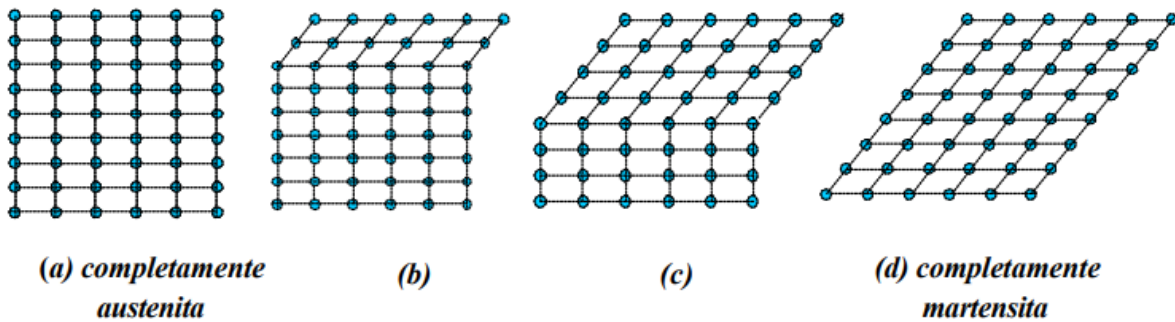 (a) completamente
austenita
(b)
(c)
(d) completamente
martensita